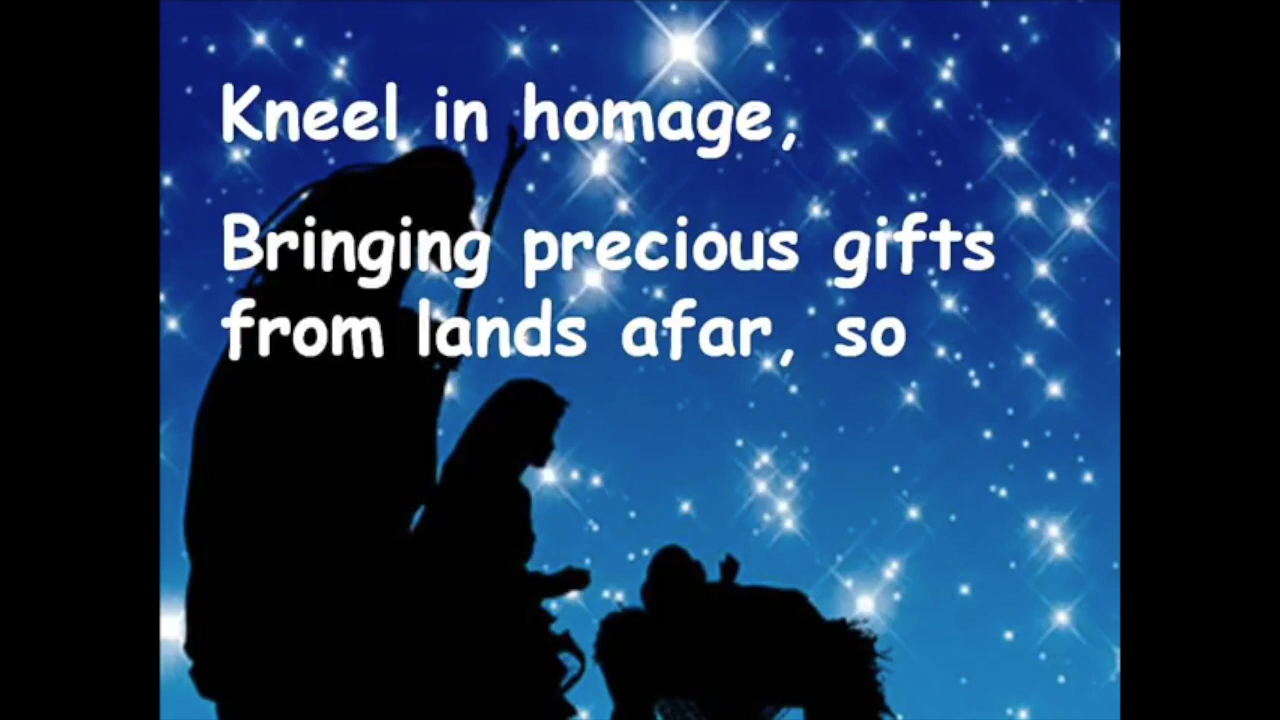 Kneel in homage,
Bringing precious gifts
from lands afar, so